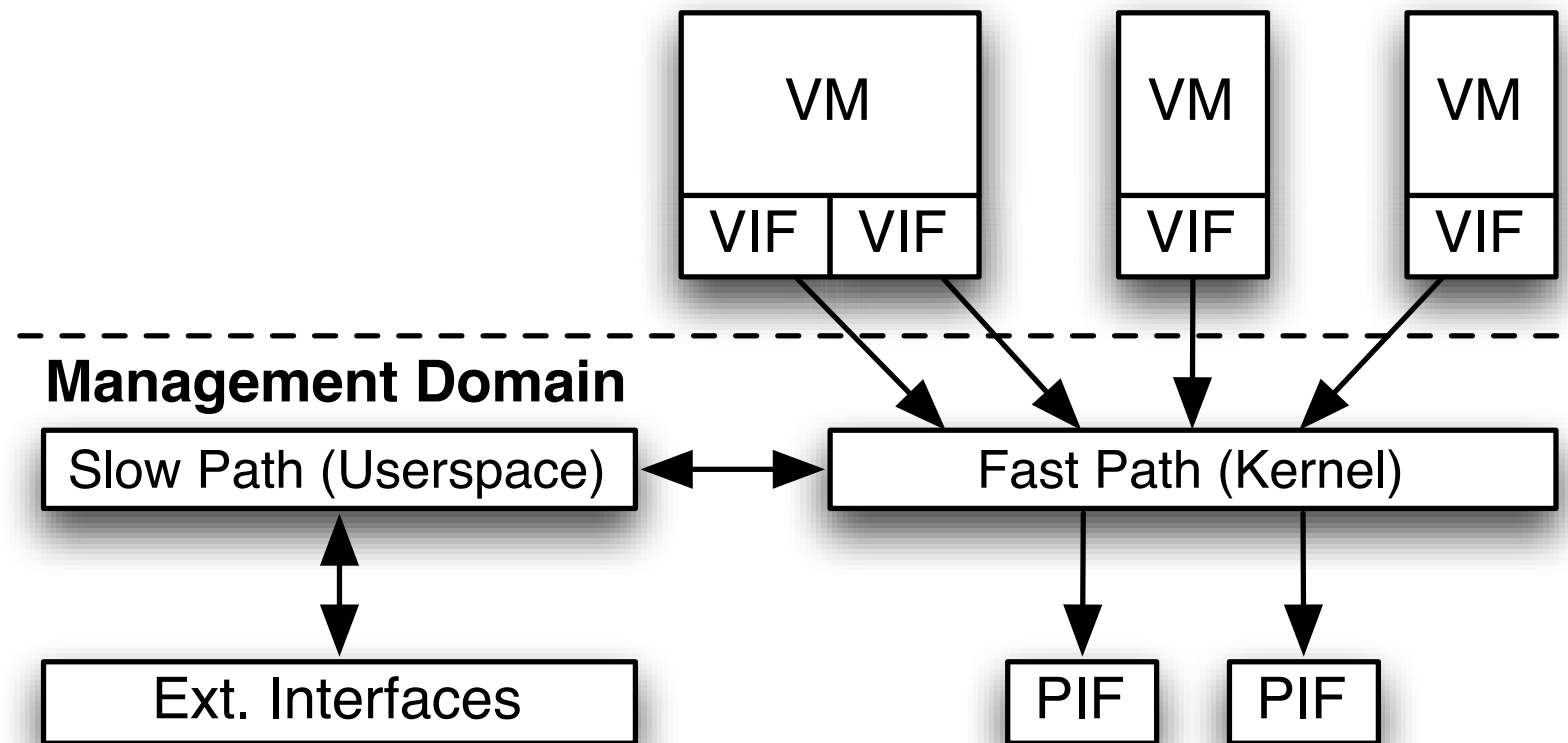 VM
VM
VM
VIF
VIF
VIF
VIF
Management Domain
Slow Path (Userspace)
Fast Path (Kernel)
Ext. Interfaces
PIF
PIF